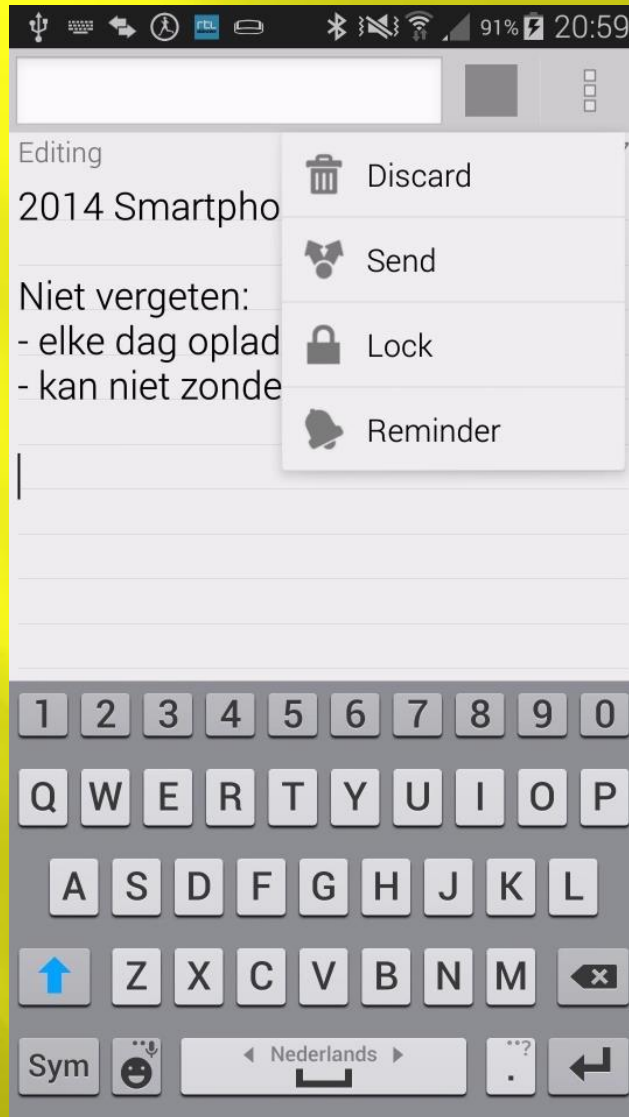 rtl 91% 20:59
Editing
2014 Smartpho
Discard
Niet vergeten:
Send
- elke dag oplad
Lock
- kan niet zonde
Reminder
1 2 3 4 5 6 7 8 9 0
Q W E R T Y U I O P
A S D F G H J K L
Z X C V B N M
Sym Nederlands . ?